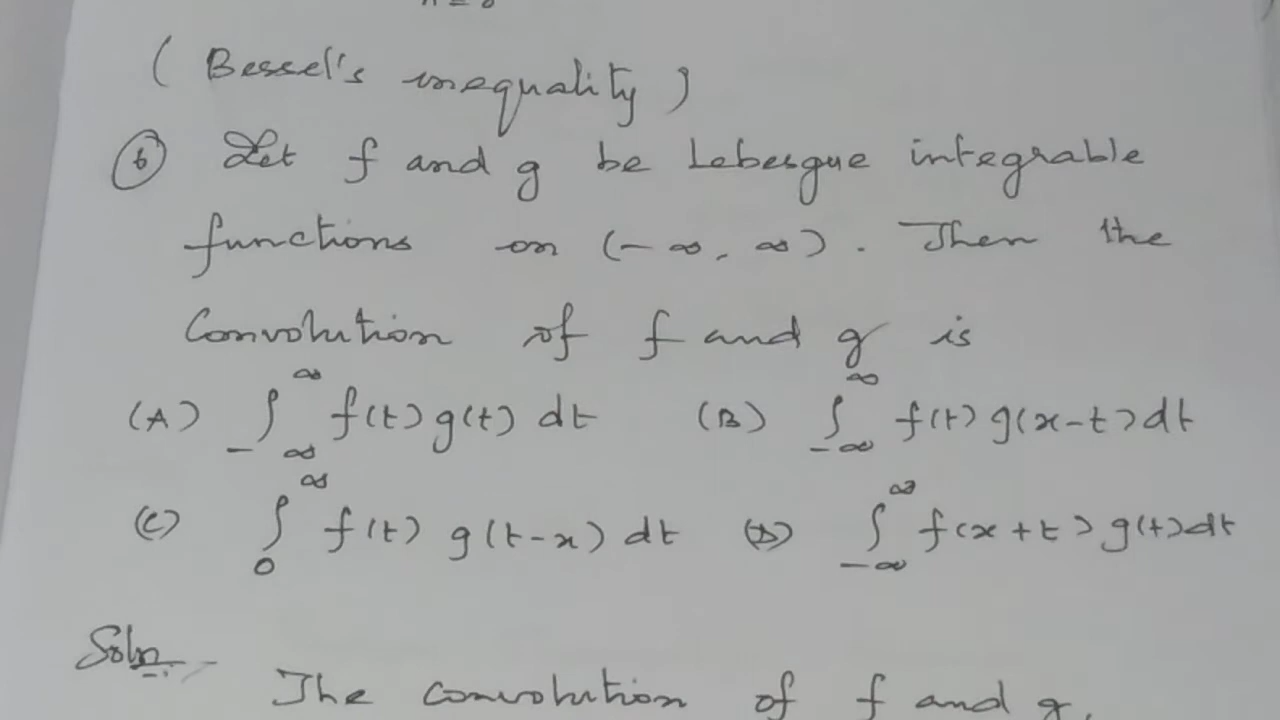 n = 0
( Bessel's inequality )
⑥ Let f and g be Lebesgue integrable
functions on (-∞, ∞). Then the
Convolution of f and g is
(A) ∫_{-∞}^{∞} f(t) g(t) dt (B) ∫_{-∞}^{∞} f(t) g(x-t) dt
(C) ∫_{0}^{∞} f(t) g(t-x) dt (D) ∫_{-∞}^{∞} f(x+t) g(t) dt
Soln.-
The convolution of f and g,